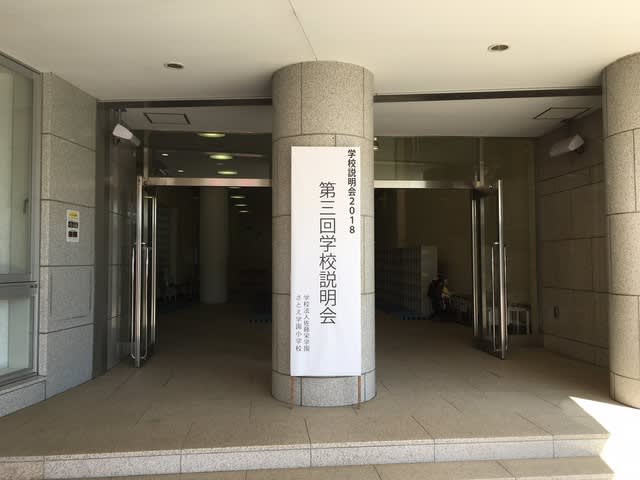 学校説明会2018
第三回学校説明会
学校法人佐藤栄学園
さとえ学園小学校